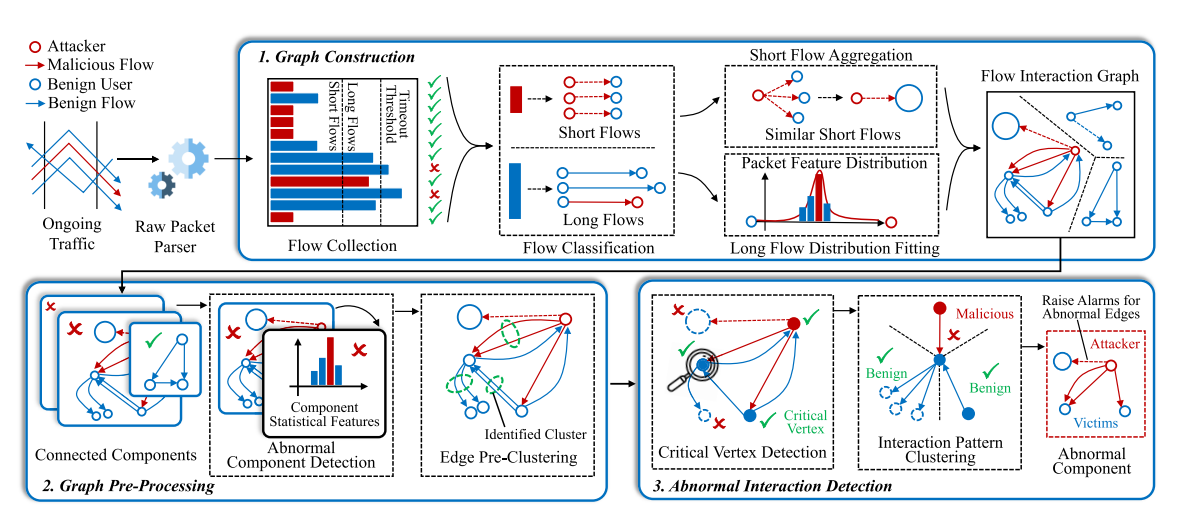 Attacker
Malicious Flow
Benign User
Benign Flow
Ongoing
Traffic
Raw Packet
Parser
1. Graph Construction
Short Flows
Long Flows
Timeout
Threshold
Flow Collection
Short Flows
Long Flows
Flow Classification
Short Flow Aggregation
Similar Short Flows
Packet Feature Distribution
Long Flow Distribution Fitting
Flow Interaction Graph
Connected Components
Component
Statistical Features
Abnormal
Component Detection
Identified Cluster
Edge Pre-Clustering
2. Graph Pre-Processing
Critical
Vertex
Critical Vertex Detection
Malicious
Benign
Benign
Interaction Pattern
Clustering
Raise Alarms for
Abnormal Edges
Attacker
Victims
Abnormal
Component
3. Abnormal Interaction Detection